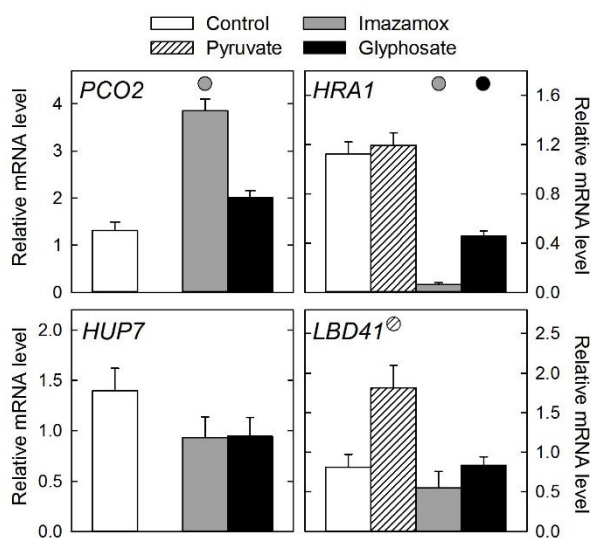 Control Imazamox
Pyruvate Glyphosate
PCO2
Relative mRNA level
4
3
2
1
0
HRA1
Relative mRNA level
1.6
1.2
0.8
0.4
0.0
HUP7
Relative mRNA level
2.0
1.5
1.0
0.5
0.0
LBD41
Relative mRNA level
2.5
2.0
1.5
1.0
0.5
0.0